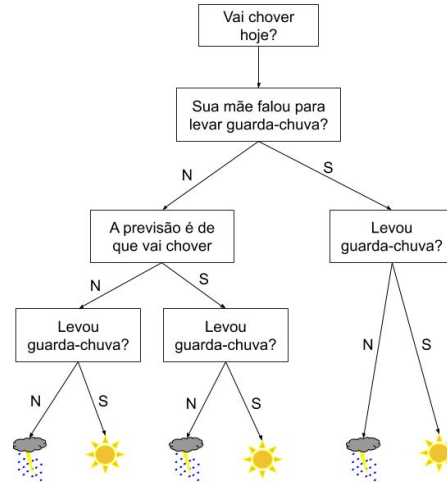 Vai chover
hoje?
Sua mãe falou para
levar guarda-chuva?
N
S
A previsão é de
que vai chover
Levou
guarda-chuva?
N
S
Levou
guarda-chuva?
Levou
guarda-chuva?
N
S
N
S
N
S